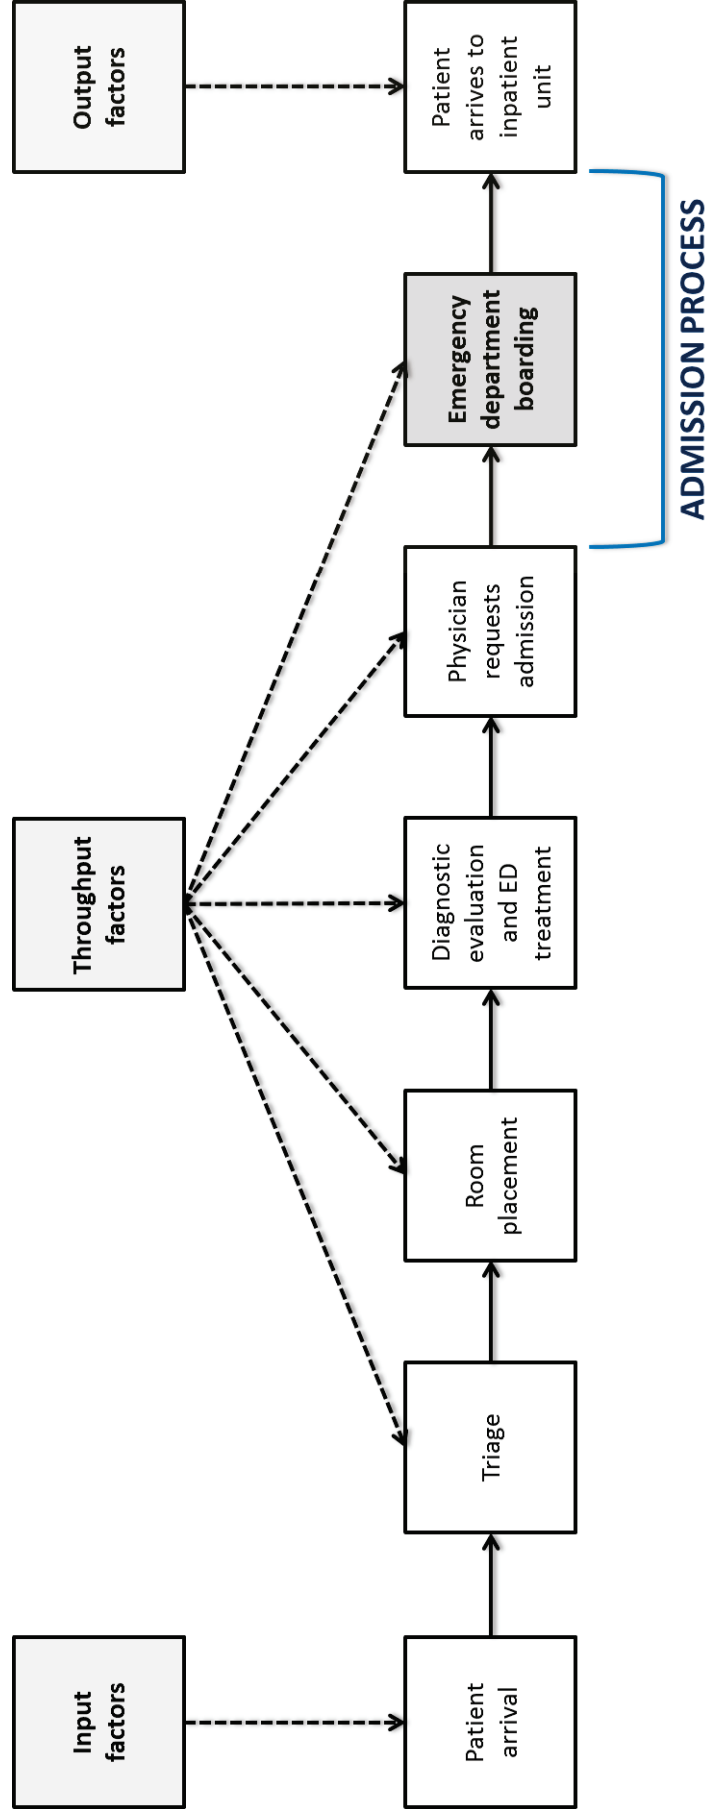 Input
factors
Throughput
factors
Output
factors
Patient
arrival
Triage
Room
placement
Diagnostic
evaluation
and ED
treatment
Physician
requests
admission
Emergency
department
boarding
Patient
arrives to
inpatient
unit
ADMISSION PROCESS